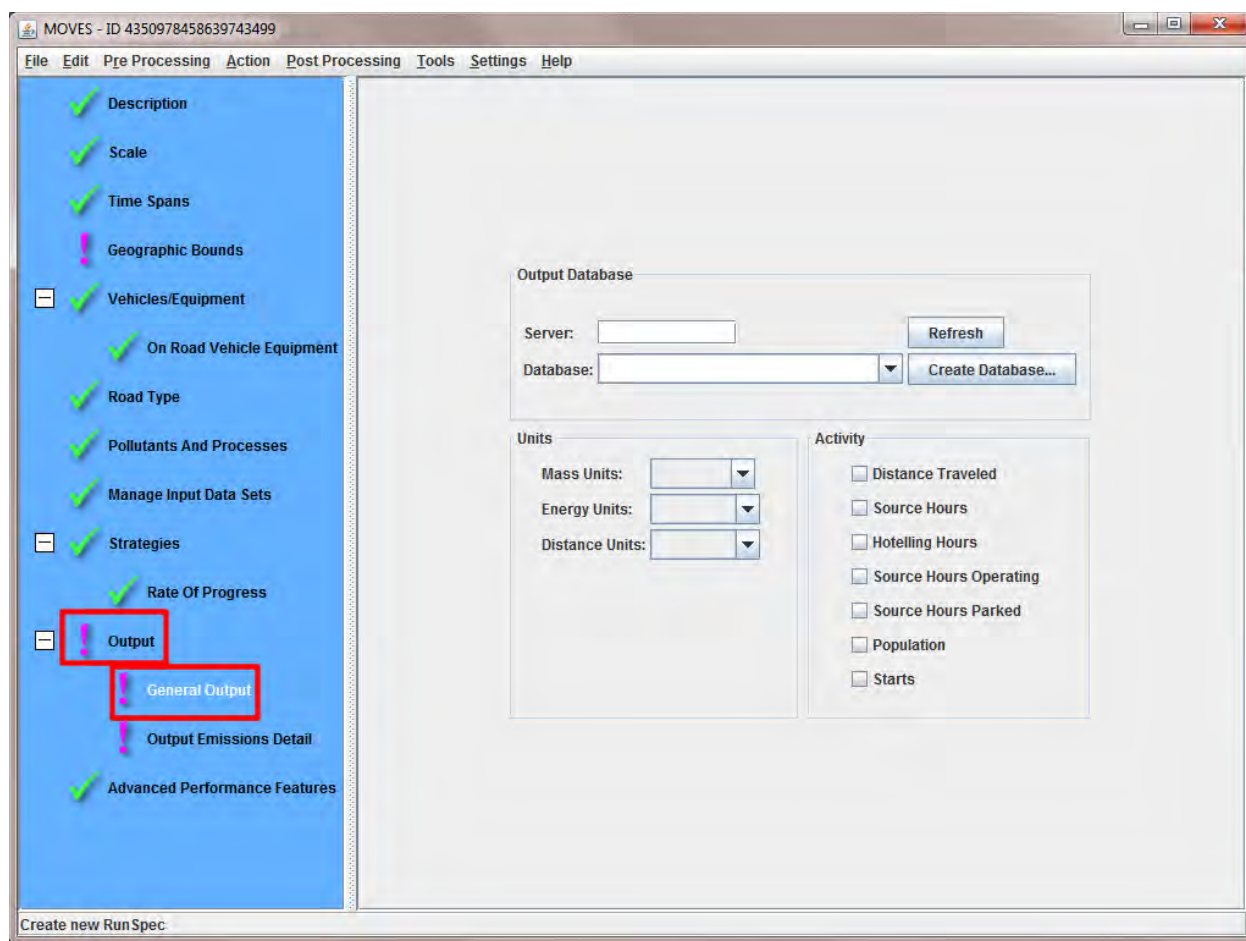 MOVES - ID 4350978458639743499
File Edit Pre Processing Action Post Processing Tools Settings Help
Description
Scale
Time Spans
Geographic Bounds
Vehicles/Equipment
On Road Vehicle Equipment
Road Type
Pollutants And Processes
Manage Input Data Sets
Strategies
Rate Of Progress
Output
General Output
Output Emissions Detail
Advanced Performance Features
Output Database
Server:
Refresh
Database:
Create Database...
Units
Mass Units:
Energy Units:
Distance Units:
Activity
Distance Traveled
Source Hours
Hotelling Hours
Source Hours Operating
Source Hours Parked
Population
Starts
Create new RunSpec